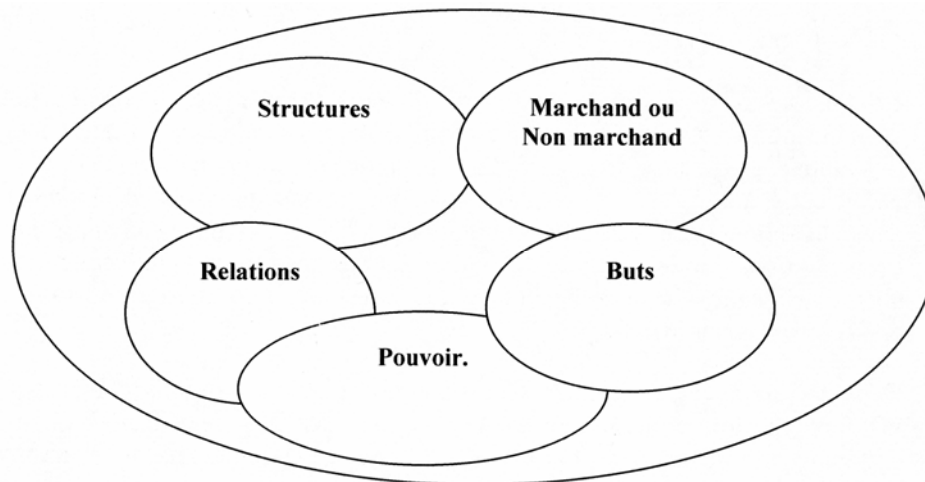 Structures
Marchand ou
Non marchand
Relations
Buts
Pouvoir.